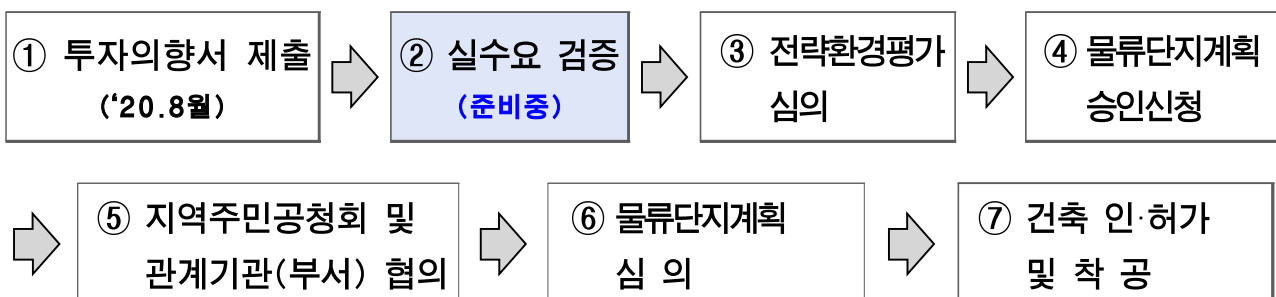 ① 투자의향서 제출
(‘20.8월)
② 실수요 검증
(준비중)
③ 전략환경평가
심의
④ 물류단지계획
승인신청
⑤ 지역주민공청회 및
관계기관(부서) 협의
⑥ 물류단지계획
심 의
⑦ 건축 인·허가
및 착 공